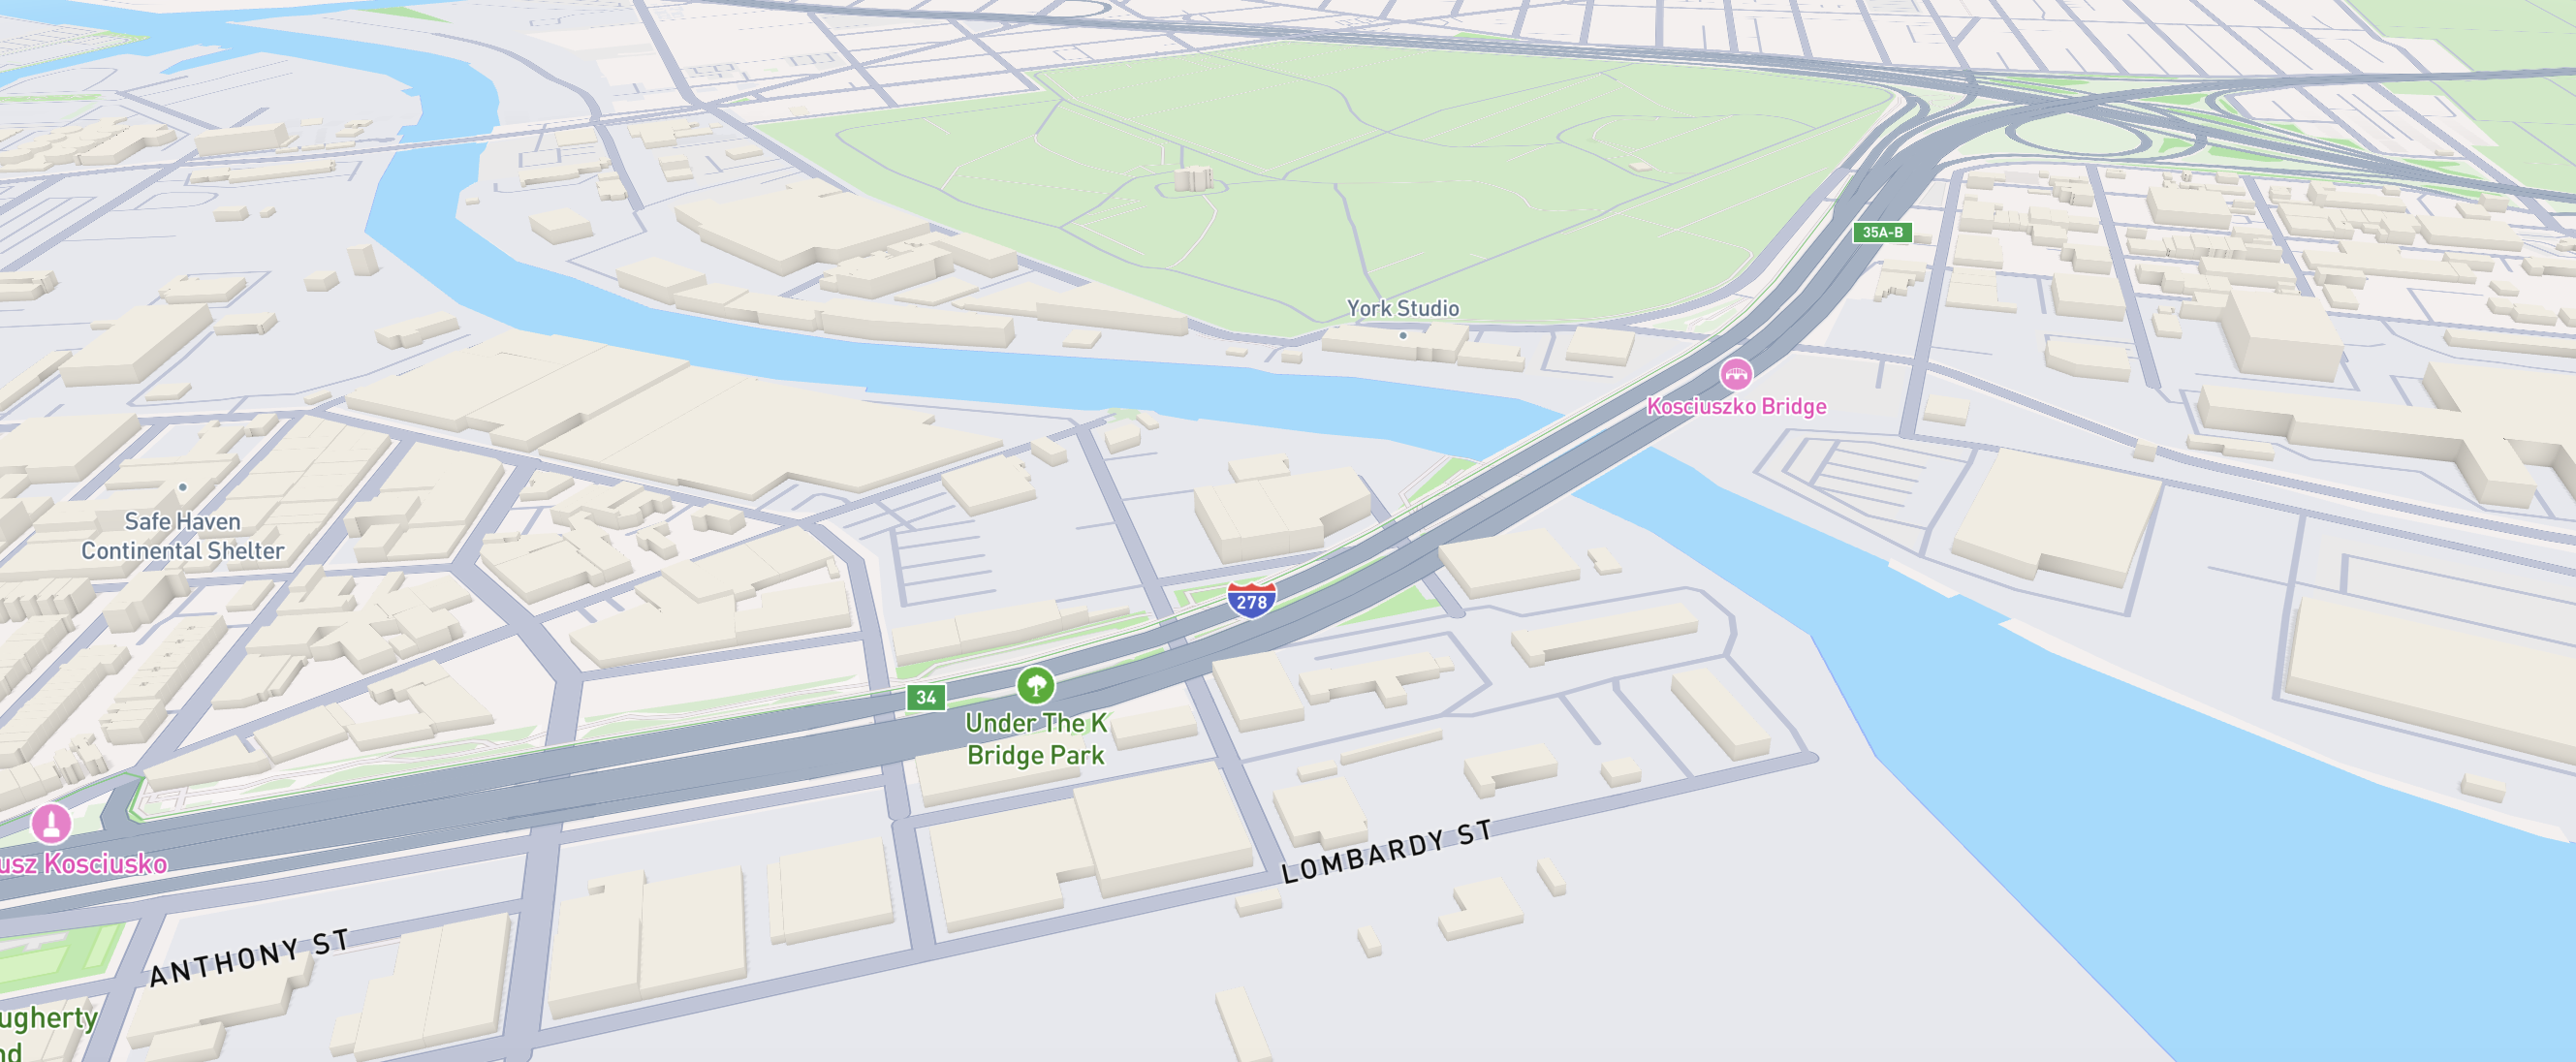 35A-B
York Studio
Kosciuszko Bridge
Safe Haven
Continental Shelter
278
34
Under The K
Bridge Park
usz Kosciusko
LOMBARDY ST
ANTHONY ST
ugherty
nd